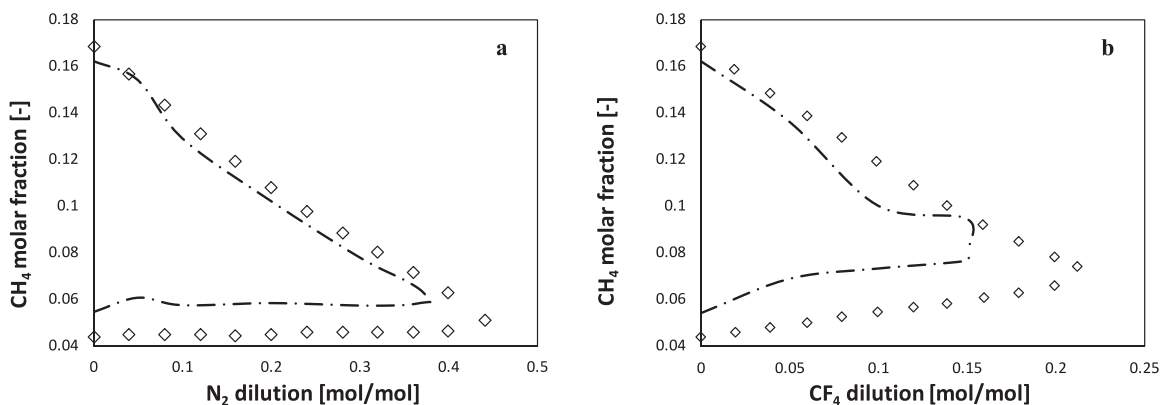 a
0.18
0.16
0.14
0.12
0.1
0.08
0.06
0.04
CH₄ molar fraction [-]
0 0.1 0.2 0.3 0.4 0.5
N₂ dilution [mol/mol]
b
0.18
0.16
0.14
0.12
0.1
0.08
0.06
0.04
CH₄ molar fraction [-]
0 0.05 0.1 0.15 0.2 0.25
CF₄ dilution [mol/mol]